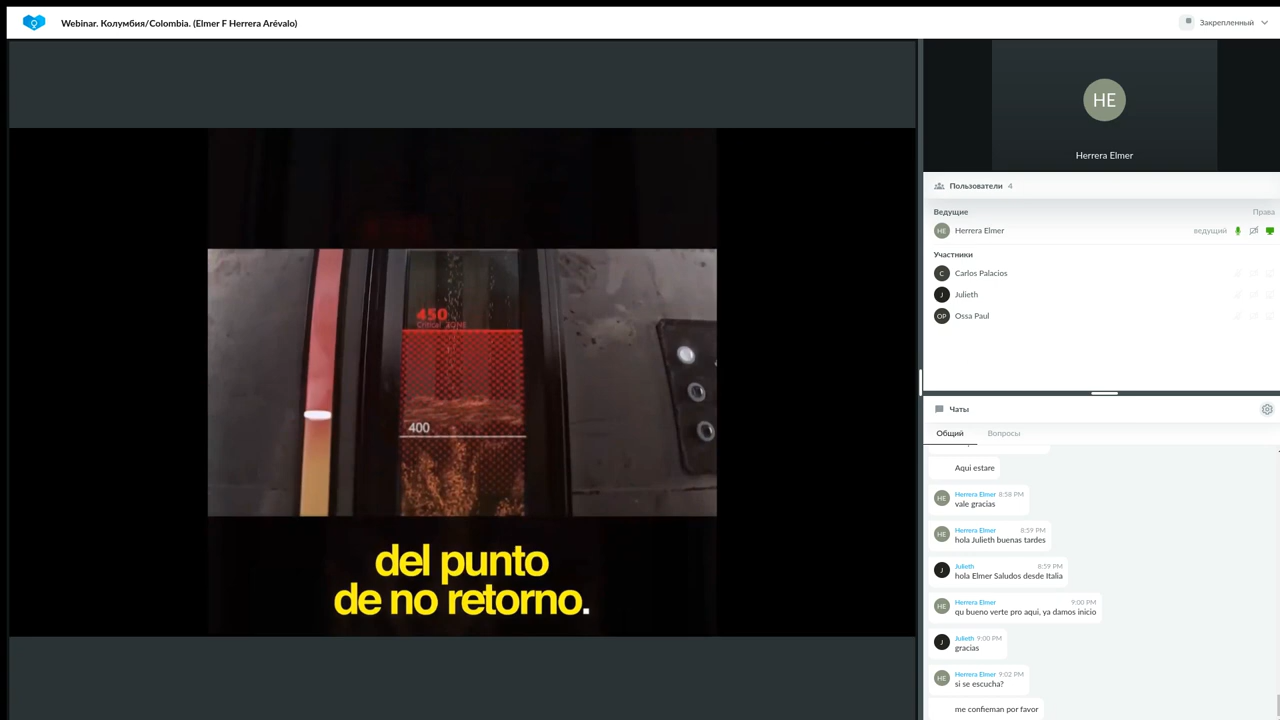 Webinar. Колумбия/Colombia. (Elmer F Herrera Arévalo)
Закрепленный
HE
Herrera Elmer
Пользователи 4
Ведущие
Права
HE
Herrera Elmer
ведущий
Участники
C
Carlos Palacios
J
Julieth
OP
Ossa Paul
450
Critical ZONE
400
del punto
de no retorno.
Чаты
Общий
Вопросы
Aqui estare
HE
Herrera Elmer 8:58 PM
vale gracias
HE
Herrera Elmer 8:59 PM
hola Julieth buenas tardes
J
Julieth 8:59 PM
hola Elmer Saludos desde Italia
HE
Herrera Elmer 9:00 PM
qu bueno verte pro aqui, ya damos inicio
J
Julieth 9:00 PM
gracias
HE
Herrera Elmer 9:02 PM
si se escucha?
me confieman por favor